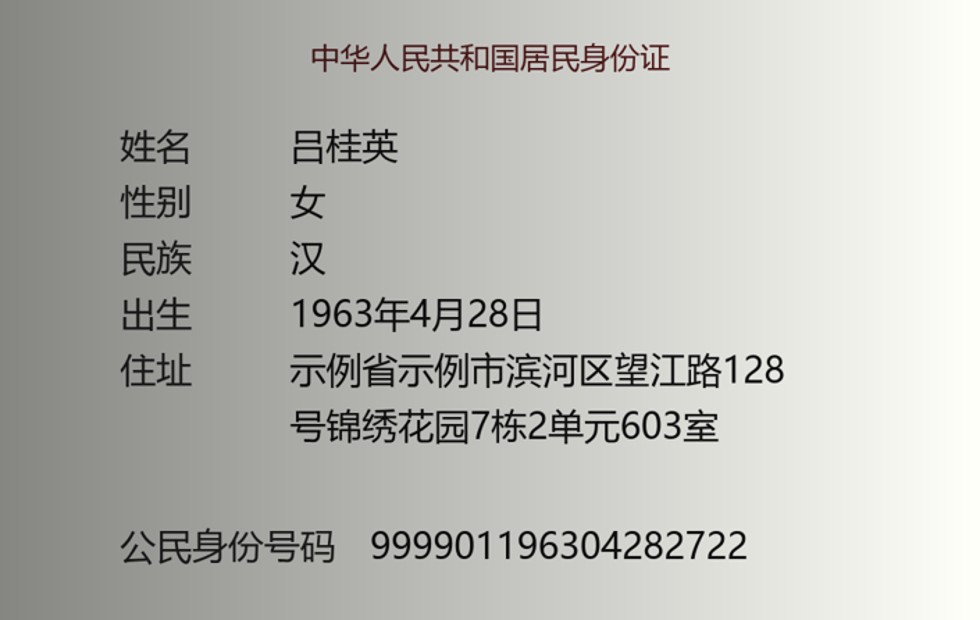 中华人民共和国居民身份证
姓名 吕桂英
性别 女
民族 汉
出生 1963年4月28日
住址 示例省示例市滨河区望江路128
号锦绣花园7栋2单元603室
公民身份号码 999901196304282722